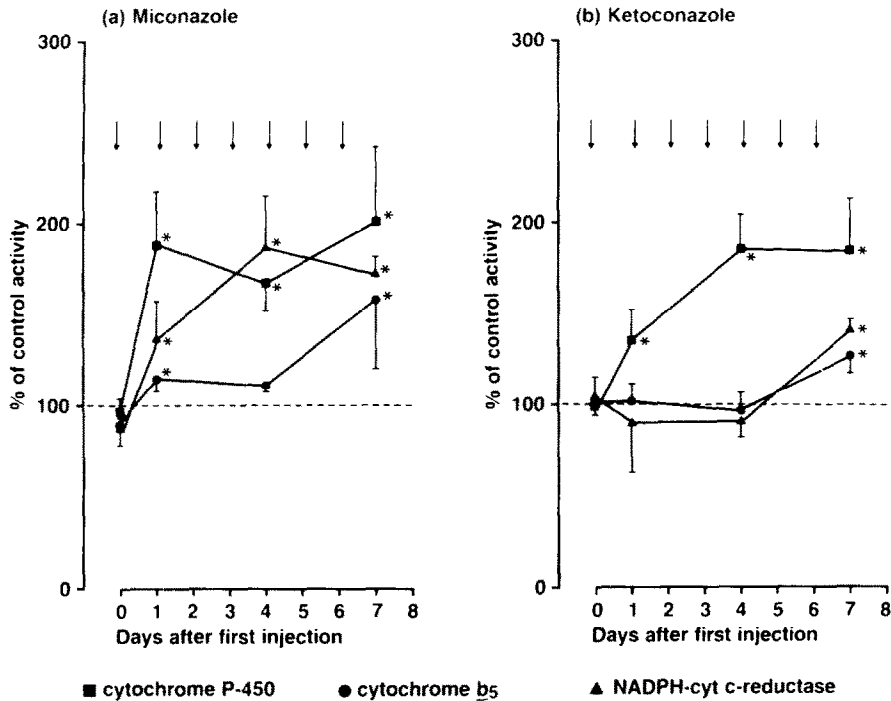 (a) Miconazole
300
200
100
0
% of control activity
* * * * * * * *
0 1 2 3 4 5 6 7 8
Days after first injection
(b) Ketoconazole
300
200
100
0
% of control activity
* * * * *
0 1 2 3 4 5 6 7 8
Days after first injection
■ cytochrome P-450 ● cytochrome b5 ▲ NADPH-cyt c-reductase